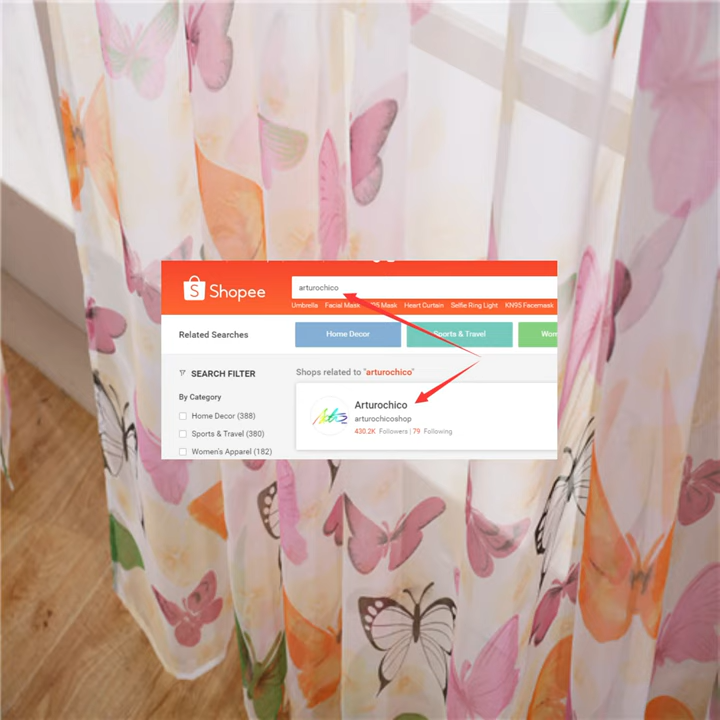 Shopee
arturochico
Umbrella Facial Mask Mask Heart Curtain Selfie Ring Light KN95 Facemask
Related Searches
Home Decor
Sports & Travel
Wom
SEARCH FILTER
By Category
Home Decor (388)
Sports & Travel (380)
Women's Apparel (182)
Shops related to "arturochico"
Arturochico
arturochicoshop
430.2K Followers | 79 Following